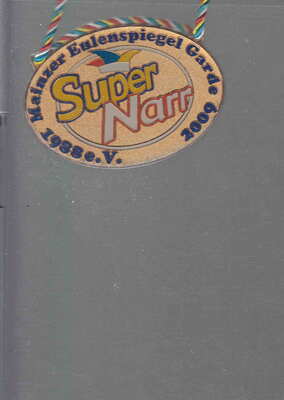 Mainzer Eulenspiegel Garde
Super
Narr
1988 e.V.
2009